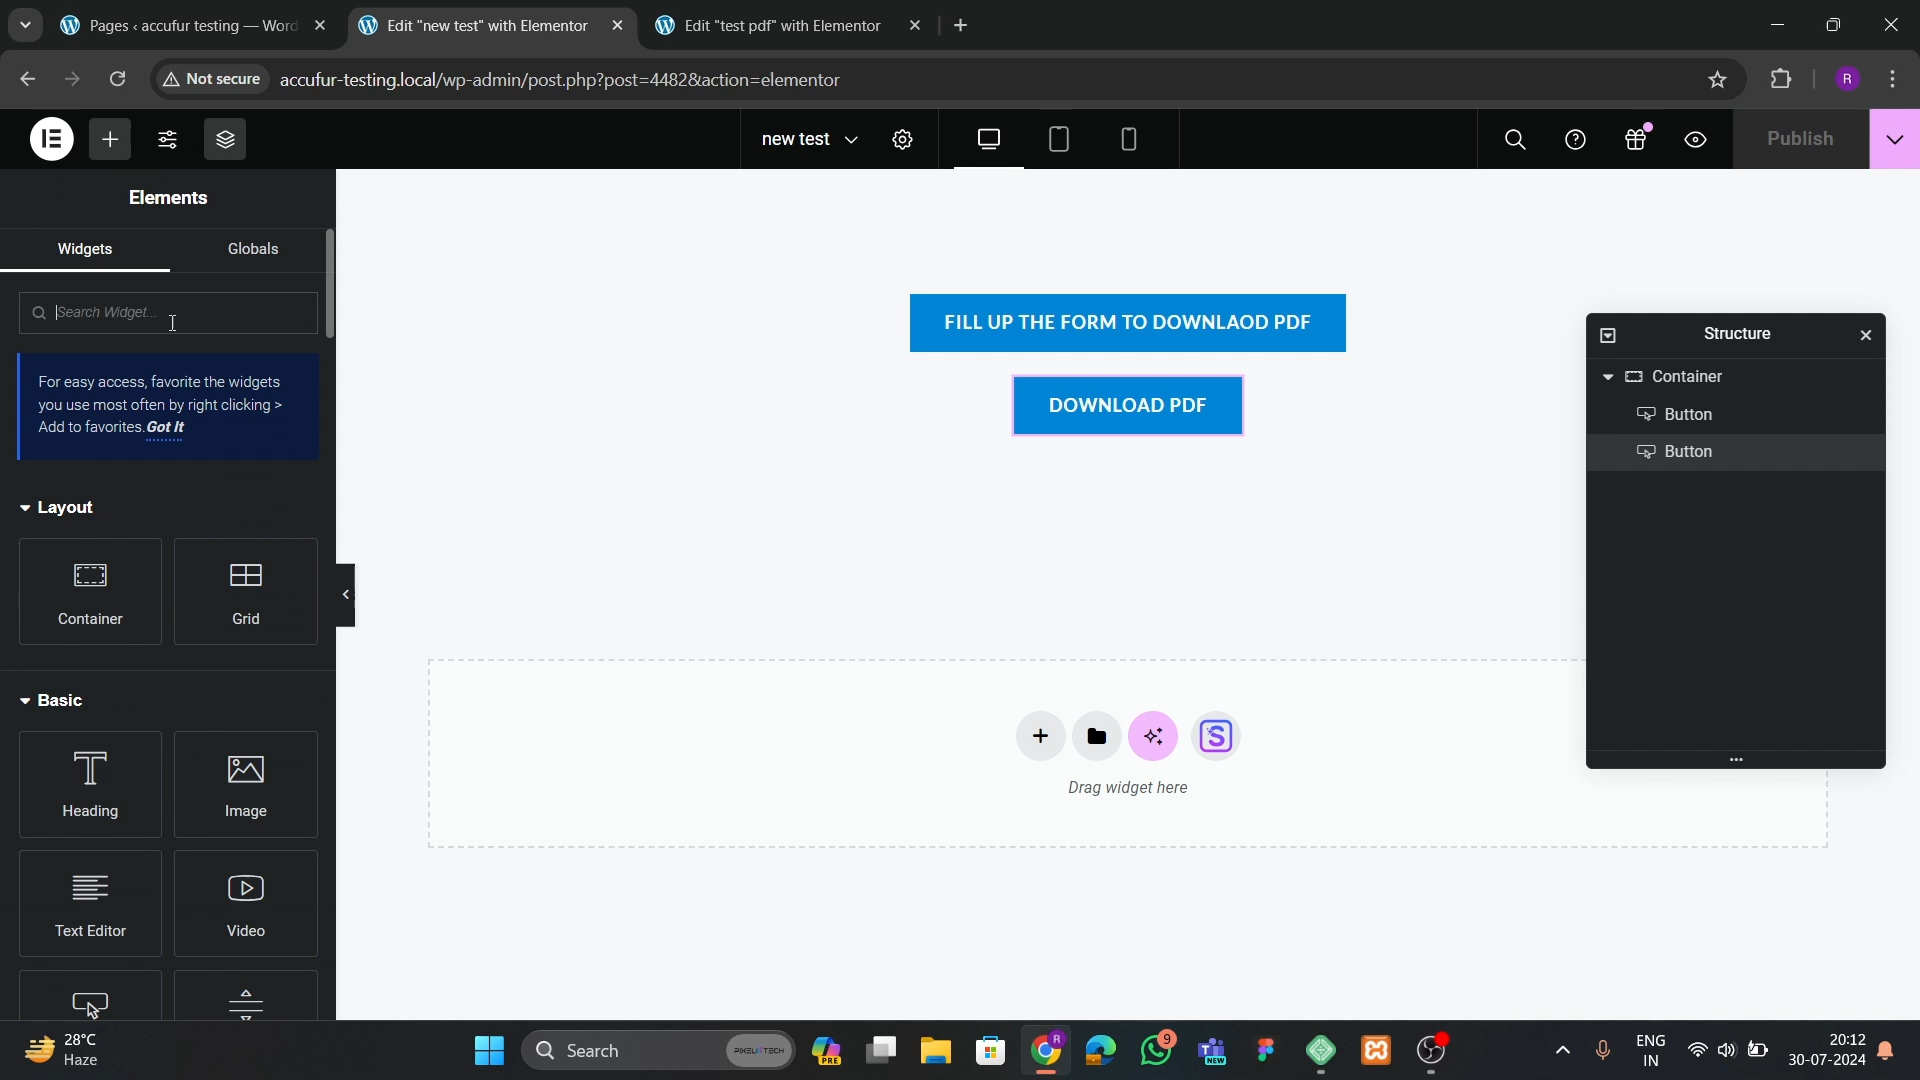 Pages ‹ accufur testing — Word
Edit "new test" with Elementor
Edit "test pdf" with Elementor
Not secure
accufur-testing.local/wp-admin/post.php?post=4482&action=elementor
R
new test
Publish
Elements
Widgets
Globals
Search Widget...
For easy access, favorite the widgets
you use most often by right clicking >
Add to favorites. Got It
Layout
Container
Grid
Basic
Heading
Image
Text Editor
Video
FILL UP THE FORM TO DOWNLAOD PDF
DOWNLOAD PDF
Drag widget here
Structure
Container
Button
Button
28°C
Haze
Search
PIXELIITECH
PRE
R
9
NEW
ENG
IN
20:12
30-07-2024